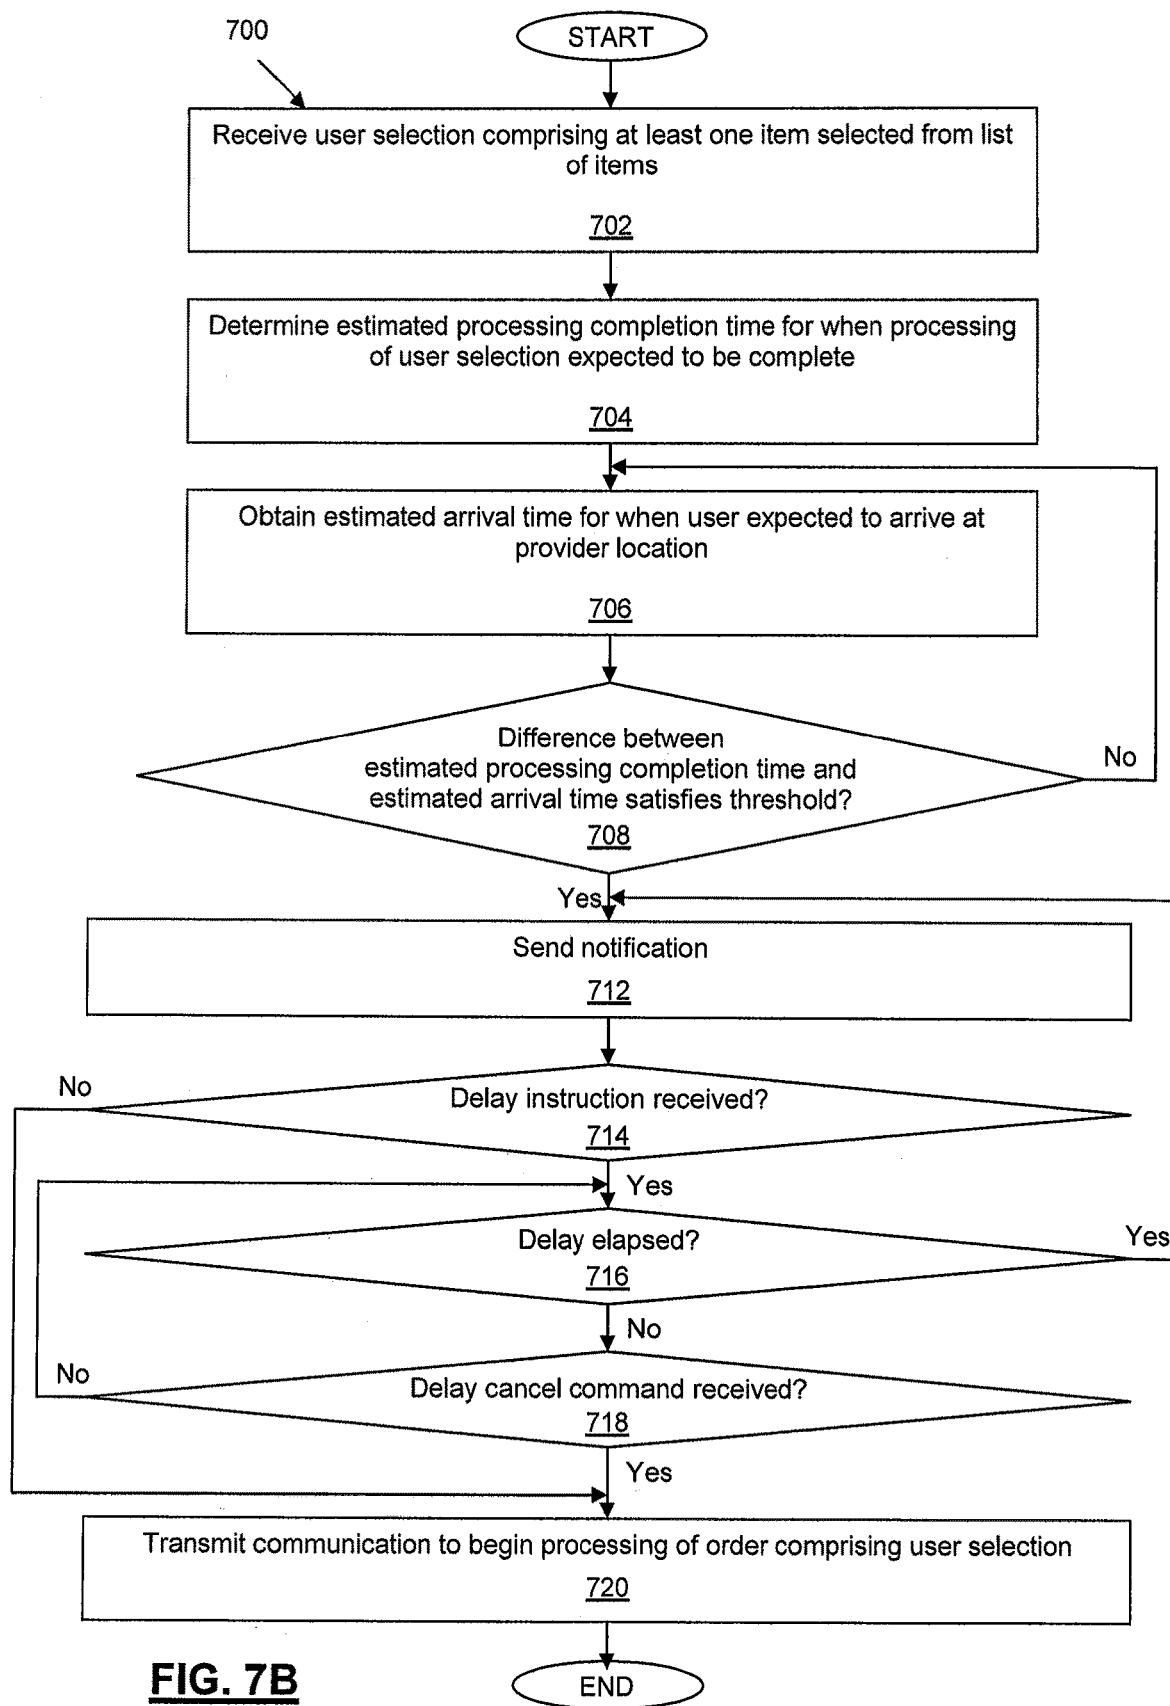 700
START
Receive user selection comprising at least one item selected from list
of items
702
Determine estimated processing completion time for when processing
of user selection expected to be complete
704
Obtain estimated arrival time for when user expected to arrive at
provider location
706
Difference between
estimated processing completion time and
estimated arrival time satisfies threshold?
708
No
Yes
Send notification
712
No
Delay instruction received?
714
Yes
Delay elapsed?
716
Yes
No
No
Delay cancel command received?
718
Yes
Transmit communication to begin processing of order comprising user selection
720
FIG. 7B
END